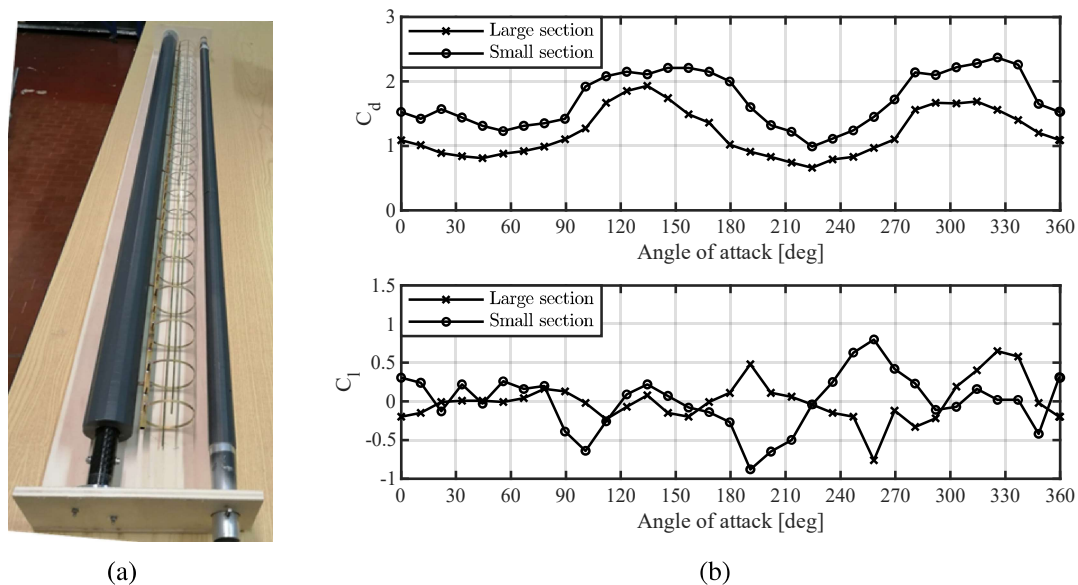 3
Large section
Small section
2
C_d
1
0
0 30 60 90 120 150 180 210 240 270 300 330 360
Angle of attack [deg]
1.5
Large section
1
Small section
0.5
C_l
0
-0.5
-1
0 30 60 90 120 150 180 210 240 270 300 330 360
Angle of attack [deg]
(a) (b)